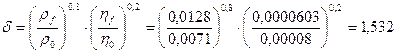 δ = (ρ_f / ρ_0)^{0,1} · (η_f / η_0)^{0,2} = (0,0128 / 0,0071)^{0,8} · (0,0000603 / 0,00008)^{0,2} = 1,532